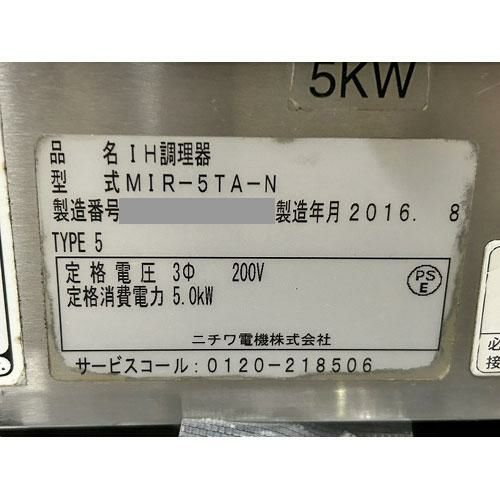 5KW
品 名 IH調理器
型 式 MIR-5TA-N
製造番号 製造年月 2016. 8
TYPE 5
定格電圧 3Φ 200V
定格消費電力 5.0kW
PS
E
ニチワ電機株式会社
サービスコール:0120-218506
必
接